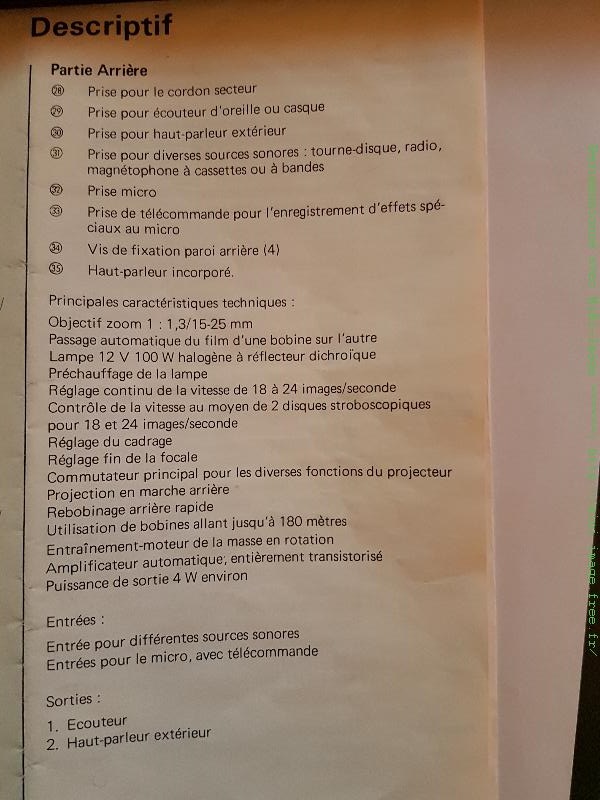 Descriptif
Partie Arrière
28 Prise pour le cordon secteur
29 Prise pour écouteur d'oreille ou casque
30 Prise pour haut-parleur extérieur
31 Prise pour diverses sources sonores : tourne-disque, radio,
magnétophone à cassettes ou à bandes
32 Prise micro
33 Prise de télécommande pour l'enregistrement d'effets spé-
ciaux au micro
34 Vis de fixation paroi arrière (4)
35 Haut-parleur incorporé.
Principales caractéristiques techniques :
Objectif zoom 1 : 1,3/15-25 mm
Passage automatique du film d'une bobine sur l'autre
Lampe 12 V 100 W halogène à réflecteur dichroïque
Préchauffage de la lampe
Réglage continu de la vitesse de 18 à 24 images/seconde
Contrôle de la vitesse au moyen de 2 disques stroboscopiques
pour 18 et 24 images/seconde
Réglage du cadrage
Réglage fin de la focale
Commutateur principal pour les diverses fonctions du projecteur
Projection en marche arrière
Rebobinage arrière rapide
Utilisation de bobines allant jusqu'à 180 mètres
Entraînement-moteur de la masse en rotation
Amplificateur automatique, entièrement transistorisé
Puissance de sortie 4 W environ
Entrées :
Entrée pour différentes sources sonores
Entrées pour le micro, avec télécommande
Sorties :
1. Ecouteur
2. Haut-parleur extérieur
image.free.fr/